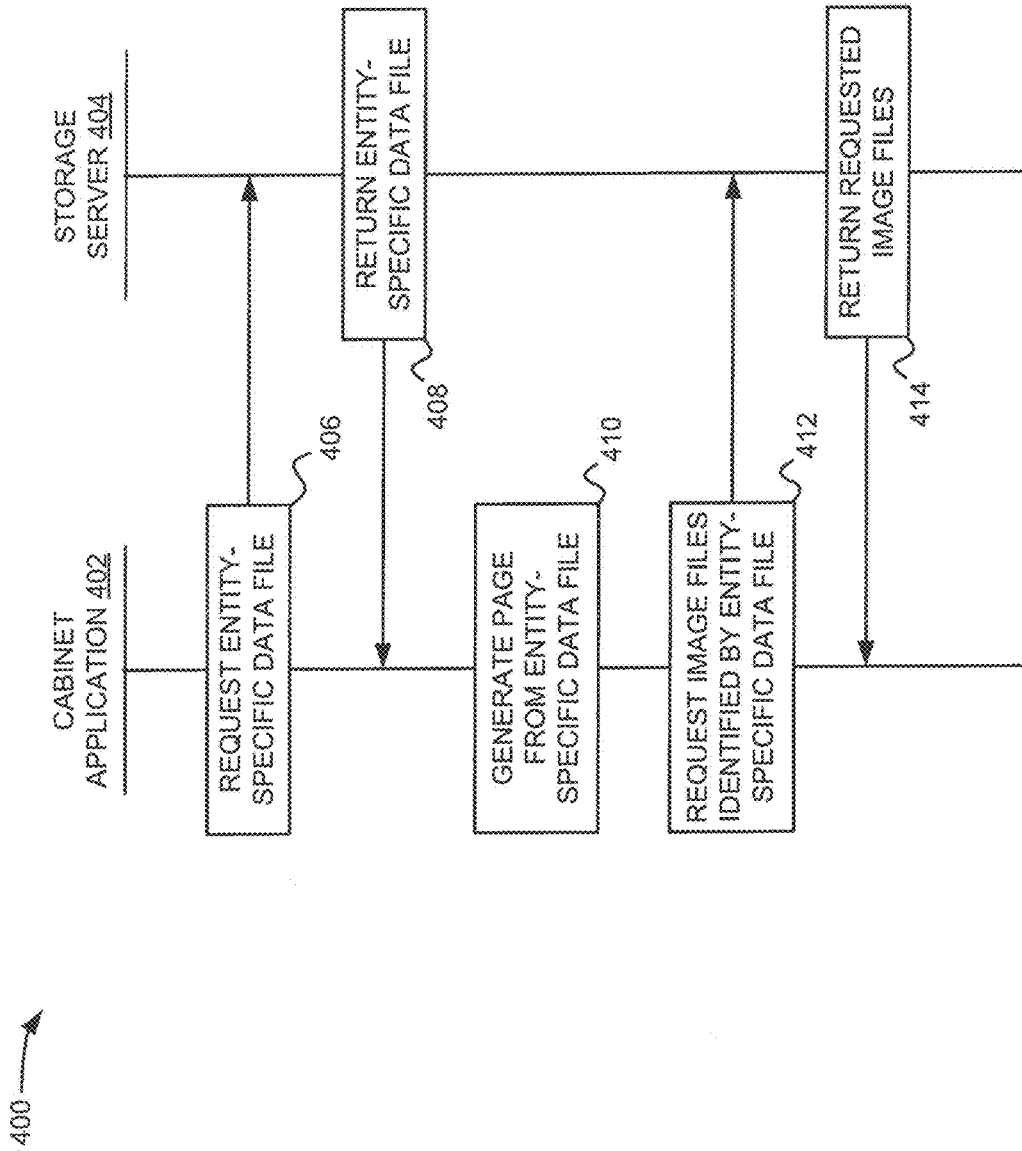 400
CABINET
APPLICATION 402
STORAGE
SERVER 404
REQUEST ENTITY-
SPECIFIC DATA FILE
406
RETURN ENTITY-
SPECIFIC DATA FILE
408
GENERATE PAGE
FROM ENTITY-
SPECIFIC DATA FILE
410
REQUEST IMAGE FILES
IDENTIFIED BY ENTITY-
SPECIFIC DATA FILE
412
RETURN REQUESTED
IMAGE FILES
414